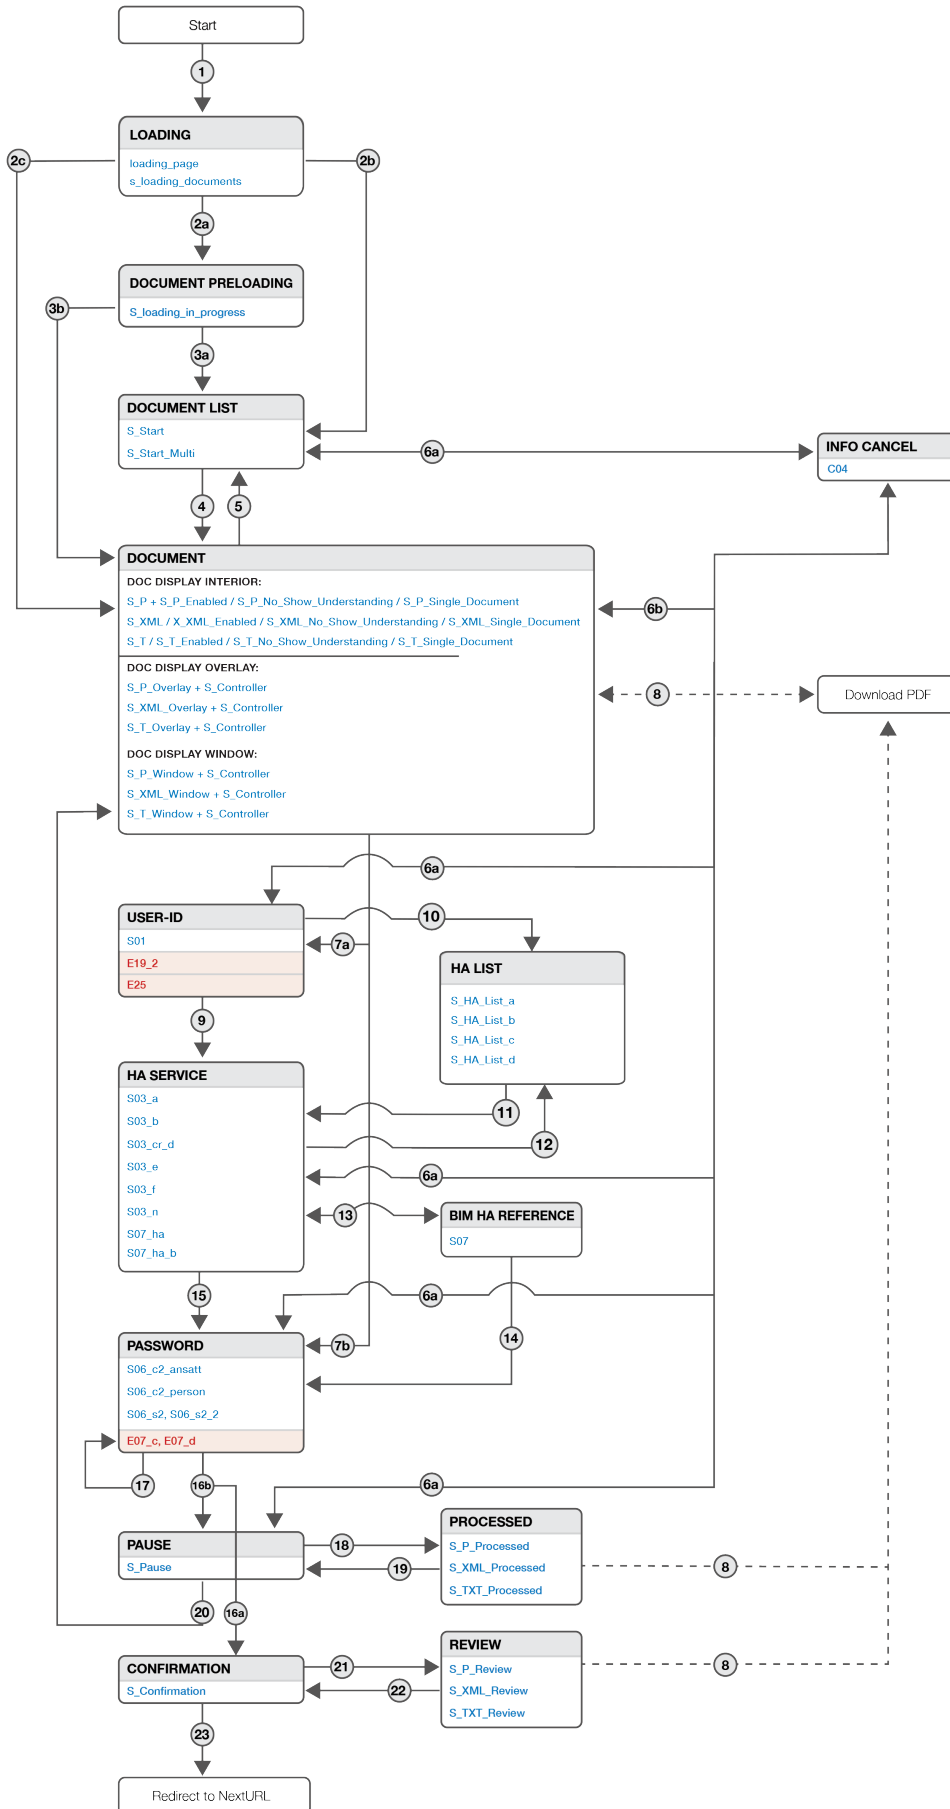 Start
1
LOADING
loading_page
s_loading_documents
2c
2b
2a
DOCUMENT PRELOADING
S_loading_in_progress
3b
3a
DOCUMENT LIST
S_Start
S_Start_Multi
6a
INFO CANCEL
C04
4
5
DOCUMENT
DOC DISPLAY INTERIOR:
S_P + S_P_Enabled / S_P_No_Show_Understanding / S_P_Single_Document
S_XML / X_XML_Enabled / S_XML_No_Show_Understanding / S_XML_Single_Document
S_T / S_T_Enabled / S_T_No_Show_Understanding / S_T_Single_Document
6b
DOC DISPLAY OVERLAY:
S_P_Overlay + S_Controller
S_XML_Overlay + S_Controller
S_T_Overlay + S_Controller
8
Download PDF
DOC DISPLAY WINDOW:
S_P_Window + S_Controller
S_XML_Window + S_Controller
S_T_Window + S_Controller
6a
USER-ID
S01
E19_2
E25
10
7a
HA LIST
S_HA_List_a
S_HA_List_b
S_HA_List_c
S_HA_List_d
9
HA SERVICE
S03_a
S03_b
S03_cr_d
S03_e
S03_f
S03_n
S07_ha
S07_ha_b
11
12
6a
13
BIM HA REFERENCE
S07
15
6a
14
PASSWORD
S06_c2_ansatt
S06_c2_person
S06_s2, S06_s2_2
E07_c, E07_d
7b
17
16b
6a
PAUSE
S_Pause
18
19
PROCESSED
S_P_Processed
S_XML_Processed
S_TXT_Processed
8
20
16a
CONFIRMATION
S_Confirmation
21
22
REVIEW
S_P_Review
S_XML_Review
S_TXT_Review
8
23
Redirect to NextURL